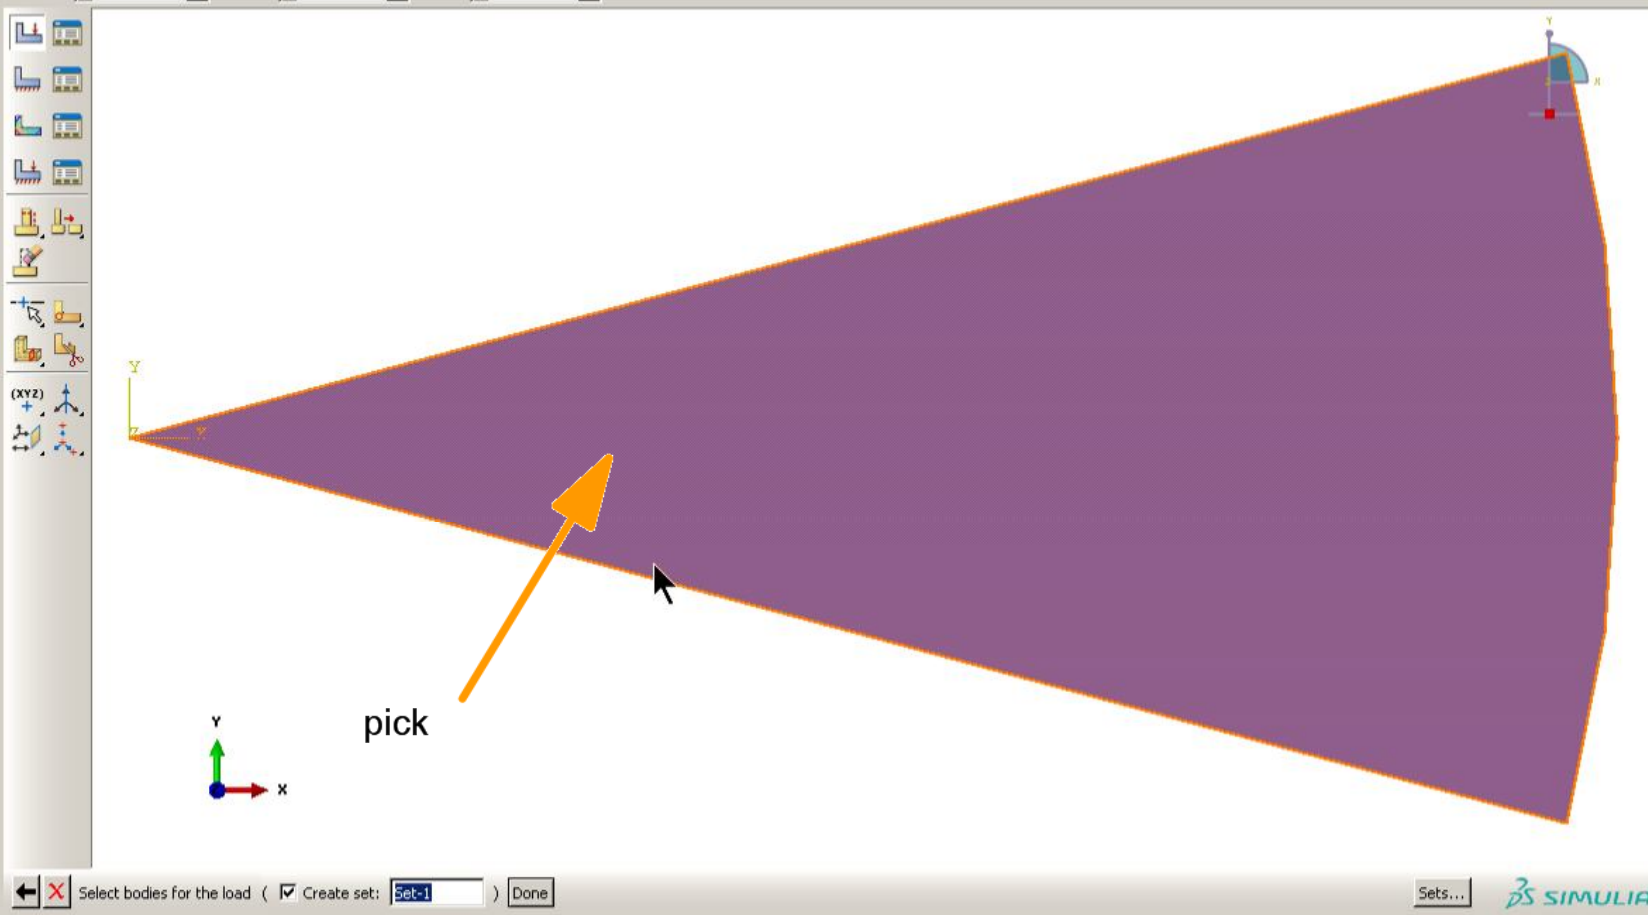 Y
X
(XYZ)
Y
Z
X
pick
Y
X
Select bodies for the load ( Create set: Set-1 ) Done
Sets...
SIMULIA